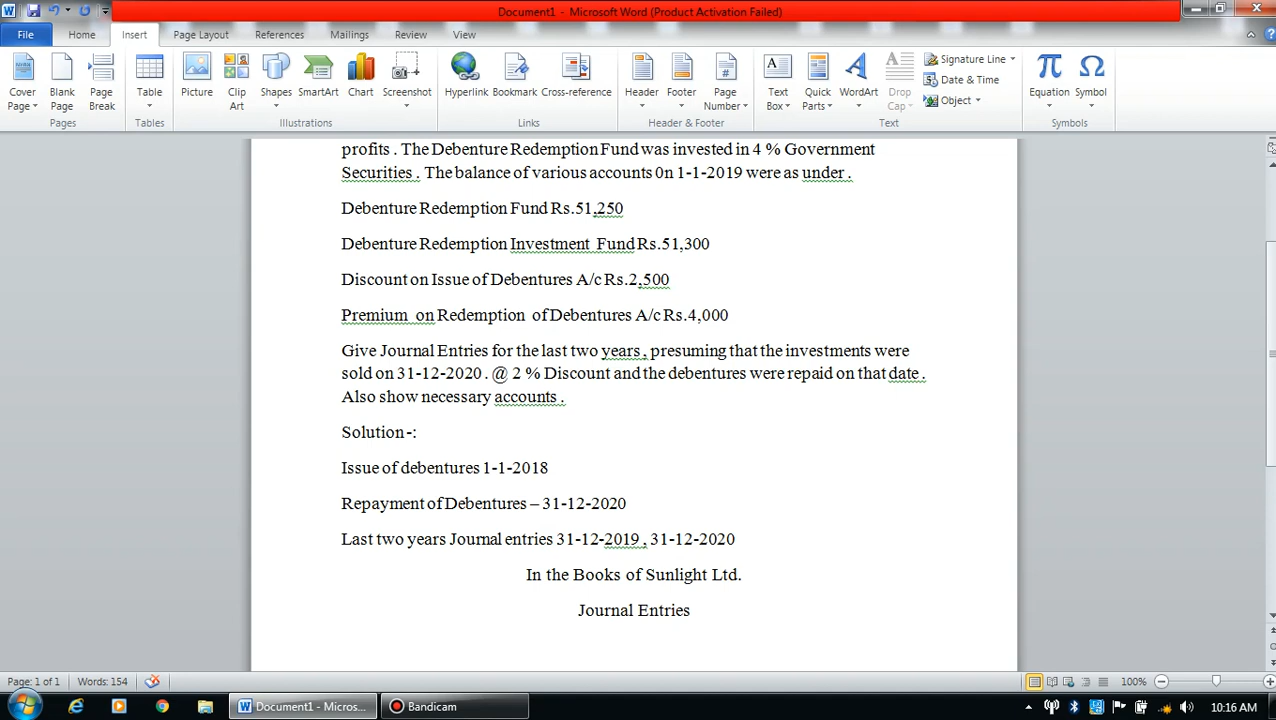 Document1 - Microsoft Word (Product Activation Failed)
File Home Insert Page Layout References Mailings Review View
Cover Page Blank Page Page Break Table Picture Clip Art Shapes SmartArt Chart Screenshot Hyperlink Bookmark Cross-reference Header Footer Page Number Text Box Quick Parts WordArt Drop Cap Signature Line Date & Time Object Equation Symbol
Pages Tables Illustrations Links Header & Footer Text Symbols
profits . The Debenture Redemption Fund was invested in 4 % Government
Securities . The balance of various accounts 0n 1-1-2019 were as under .
Debenture Redemption Fund Rs.51,250
Debenture Redemption Investment Fund Rs.51,300
Discount on Issue of Debentures A/c Rs.2,500
Premium on Redemption of Debentures A/c Rs.4,000
Give Journal Entries for the last two years , presuming that the investments were
sold on 31-12-2020 . @ 2 % Discount and the debentures were repaid on that date .
Also show necessary accounts .
Solution -:
Issue of debentures 1-1-2018
Repayment of Debentures – 31-12-2020
Last two years Journal entries 31-12-2019 , 31-12-2020
In the Books of Sunlight Ltd.
Journal Entries
Page: 1 of 1 Words: 154 100%
Document1 - Micros... Bandicam 10:16 AM